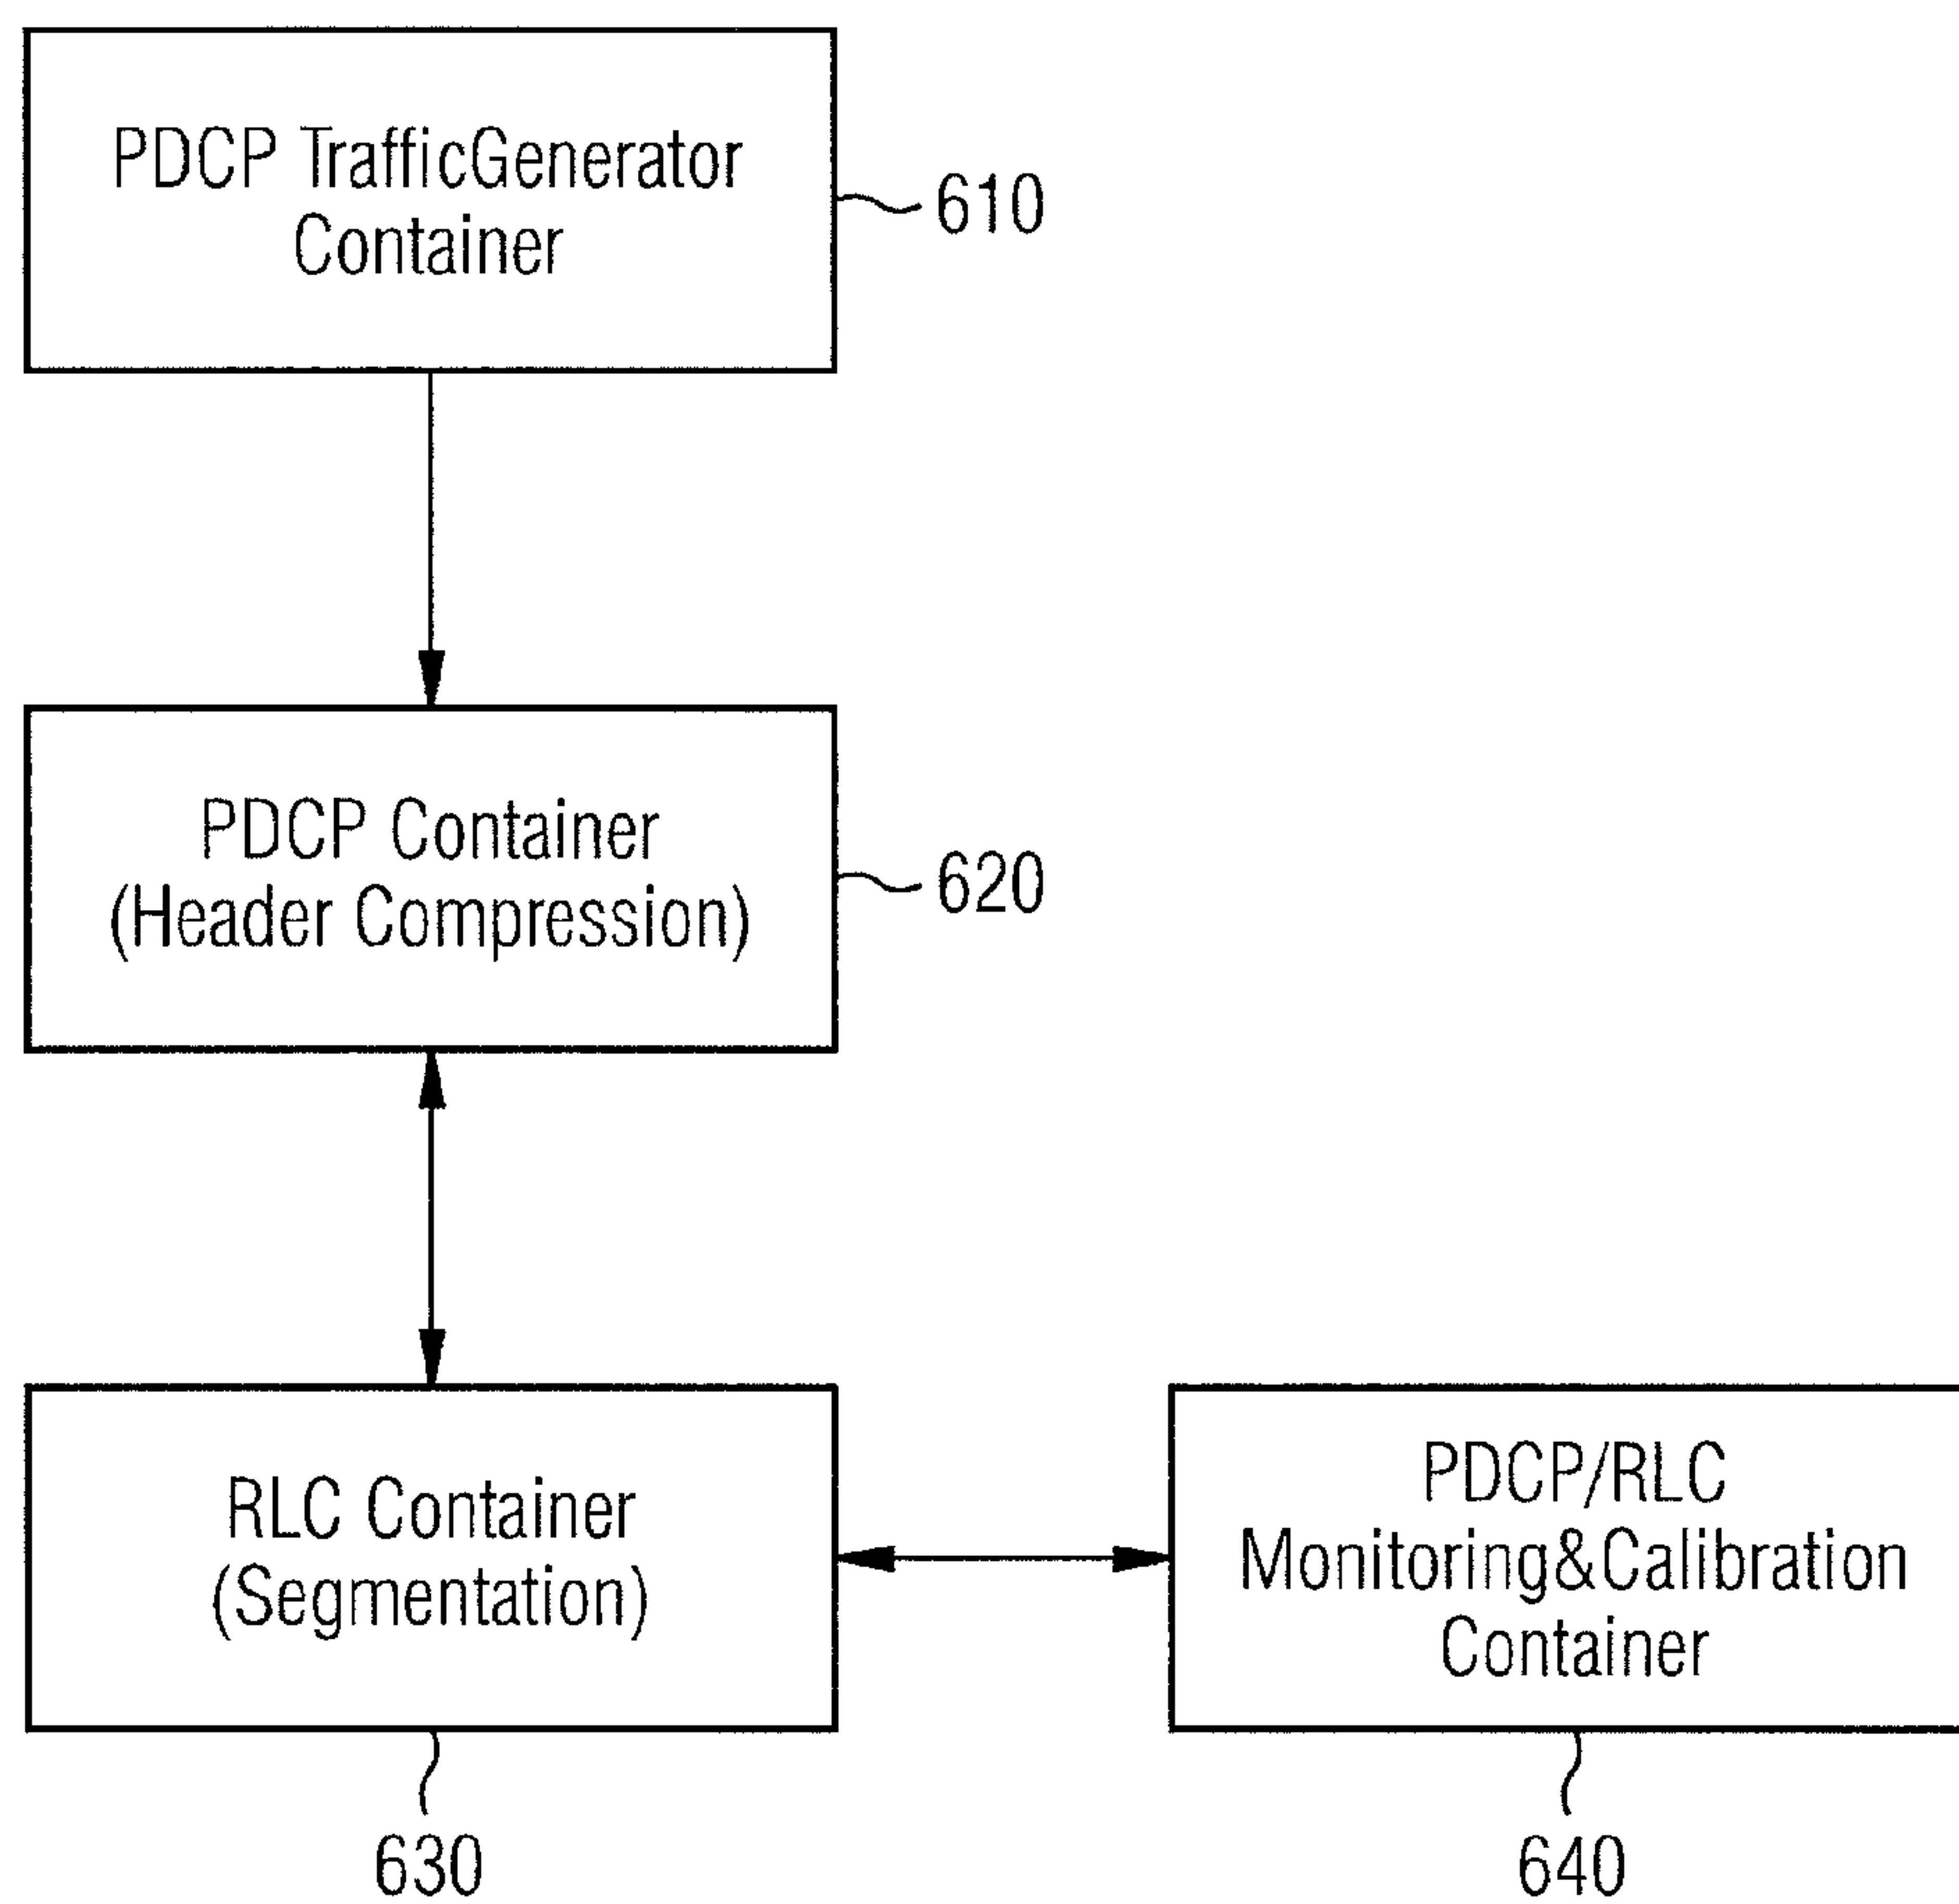 PDCP TrafficGenerator
Container
610
PDCP Container
(Header Compression)
620
RLC Container
(Segmentation)
630
PDCP/RLC
Monitoring&Calibration
Container
640